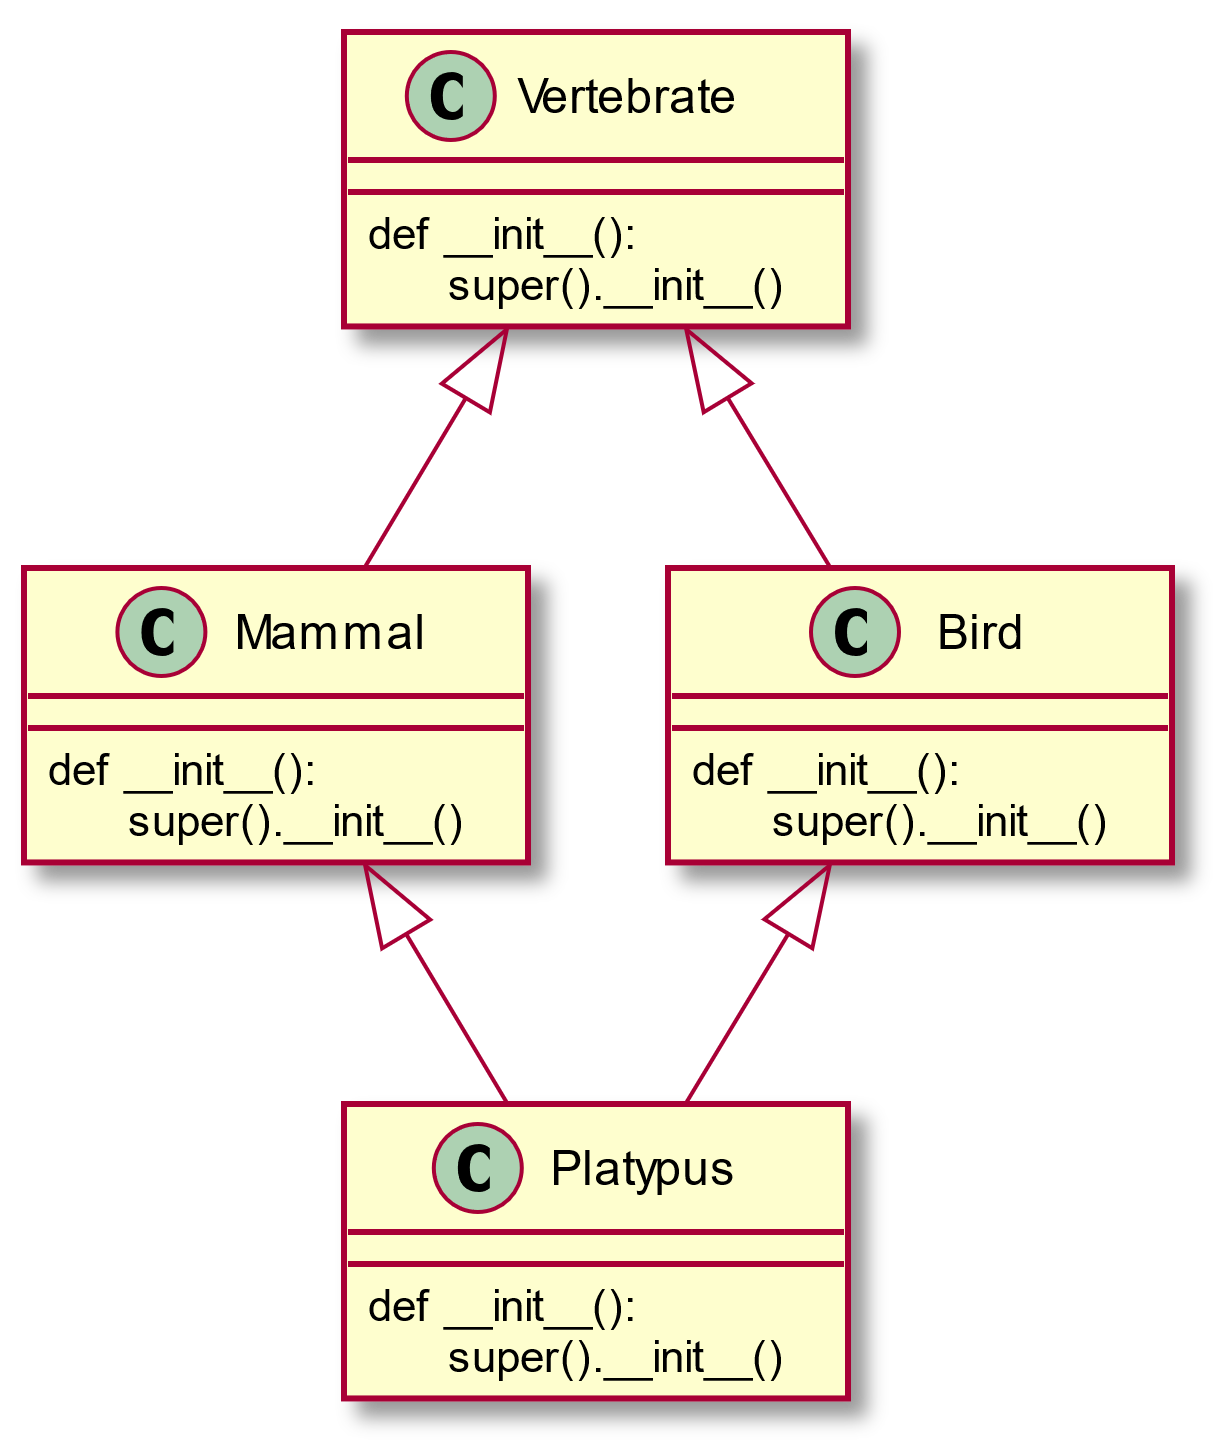 C Vertebrate
def __init__():
super().__init__()
C Mammal
def __init__():
super().__init__()
C Bird
def __init__():
super().__init__()
C Platypus
def __init__():
super().__init__()